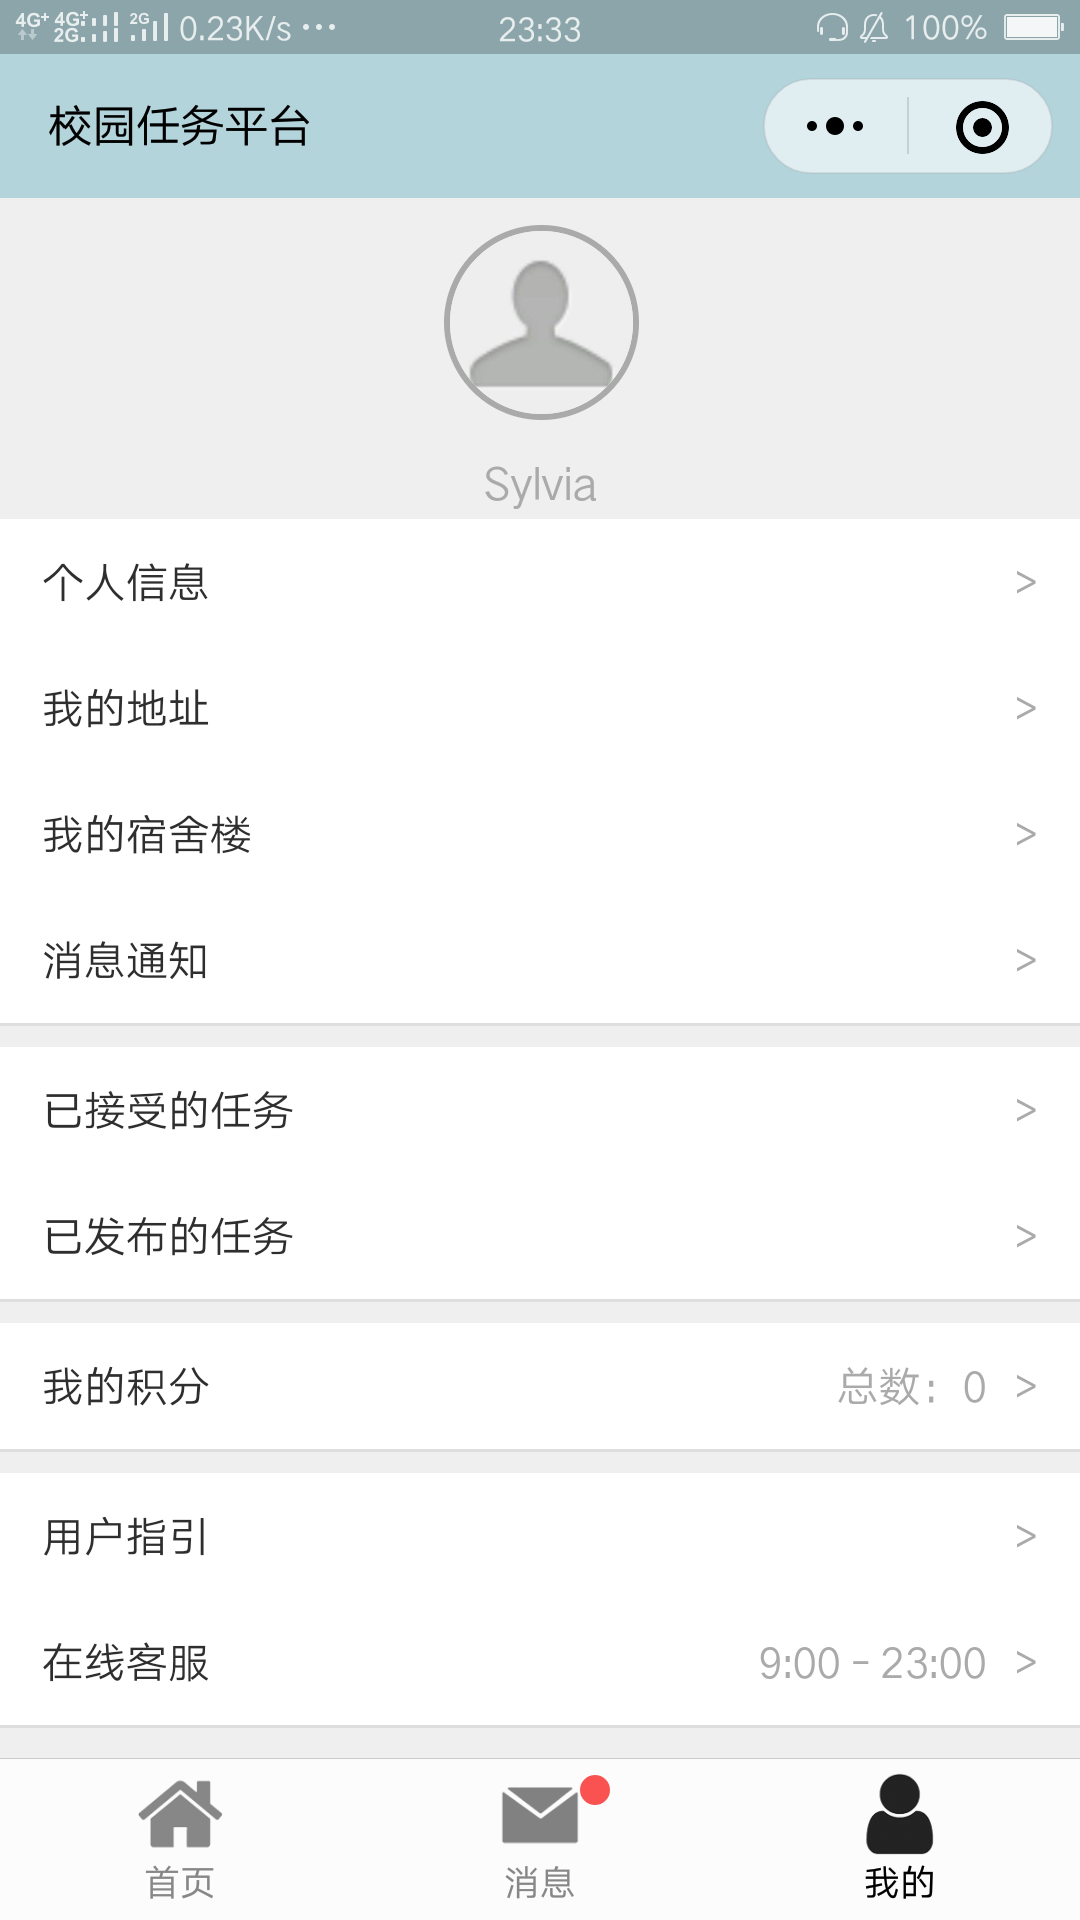 4G+ 4G+ 2G 2G 0.23K/s ··· 23:33 100%
校园任务平台
Sylvia
个人信息 >
我的地址 >
我的宿舍楼 >
消息通知 >
已接受的任务 >
已发布的任务 >
我的积分 总数：0 >
用户指引 >
在线客服 9:00 - 23:00 >
首页 消息 我的